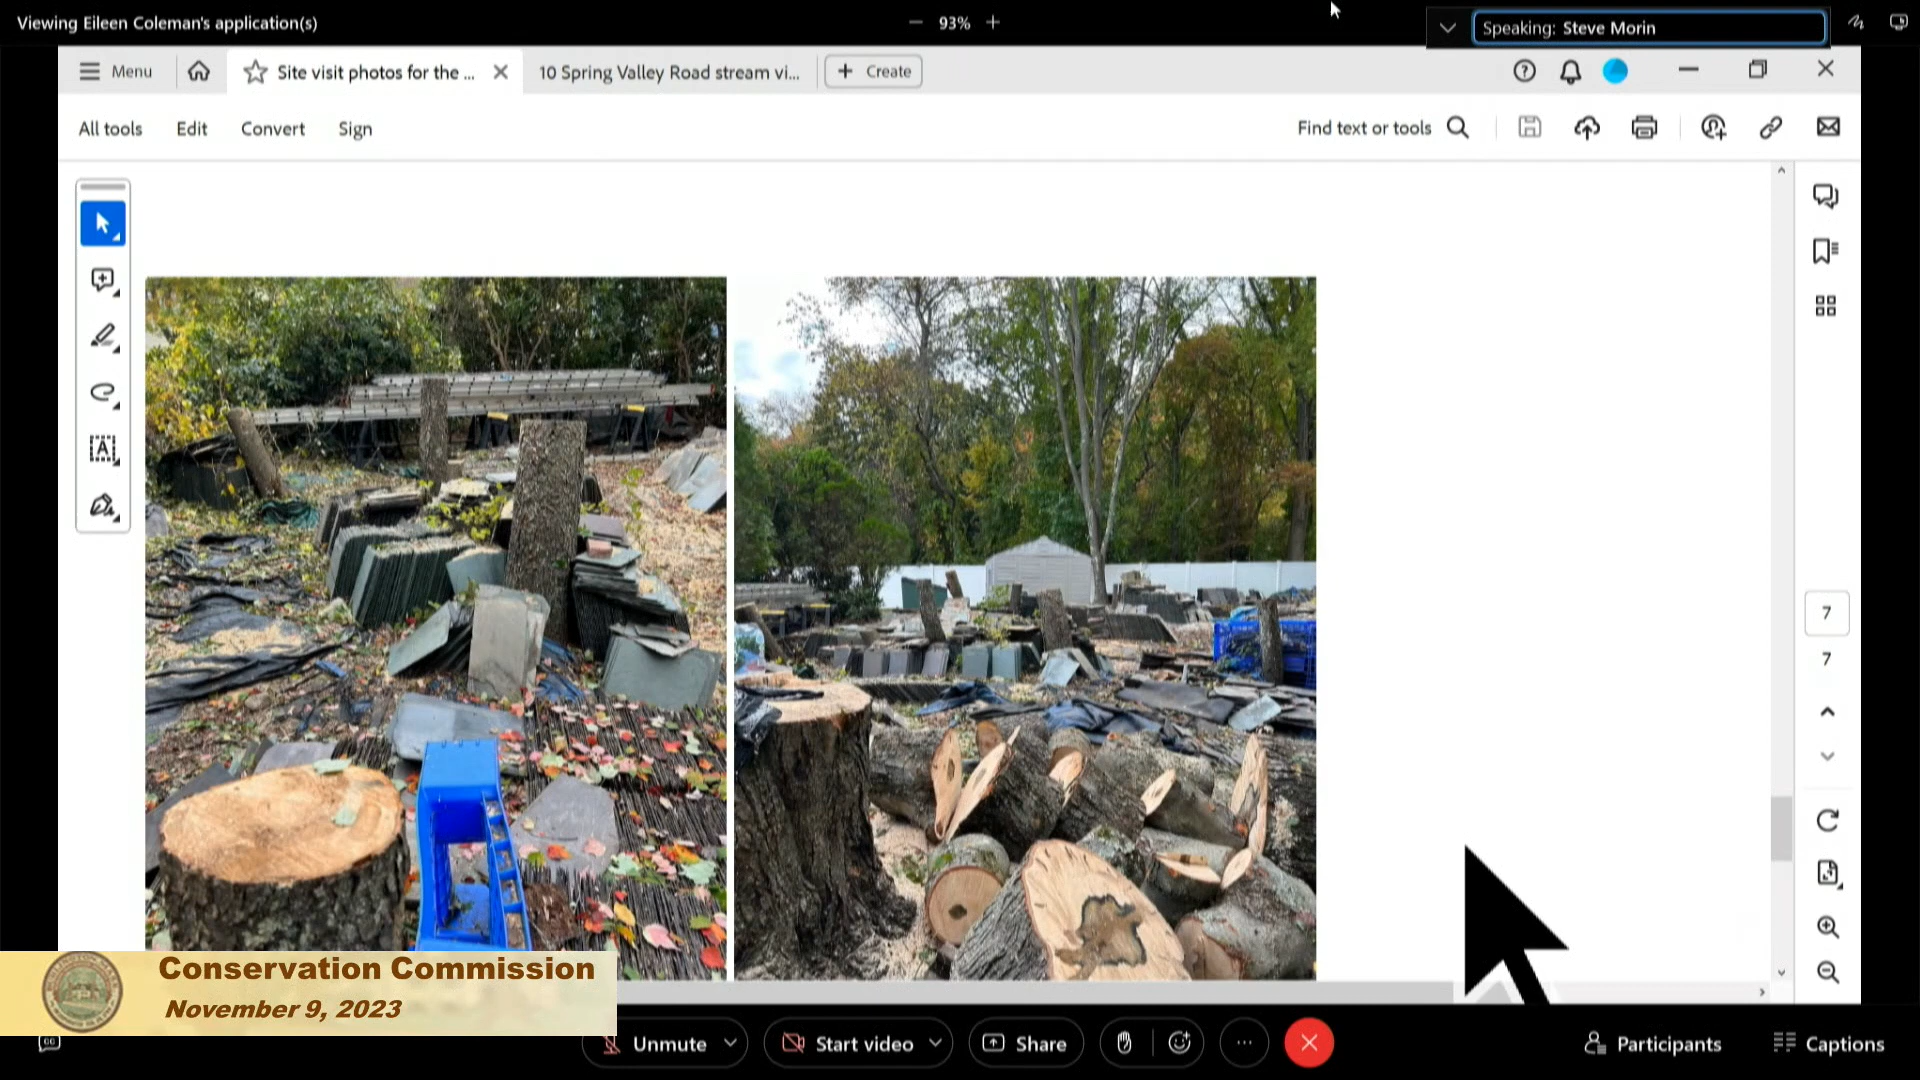 Viewing Eileen Coleman's application(s)
93%
Speaking: Steve Morin
Menu
Site visit photos for the ...
10 Spring Valley Road stream vi...
Create
All tools
Edit
Convert
Sign
Find text or tools
A
7
7
Conservation Commission
November 9, 2023
CC
Unmute
Start video
Share
Participants
Captions